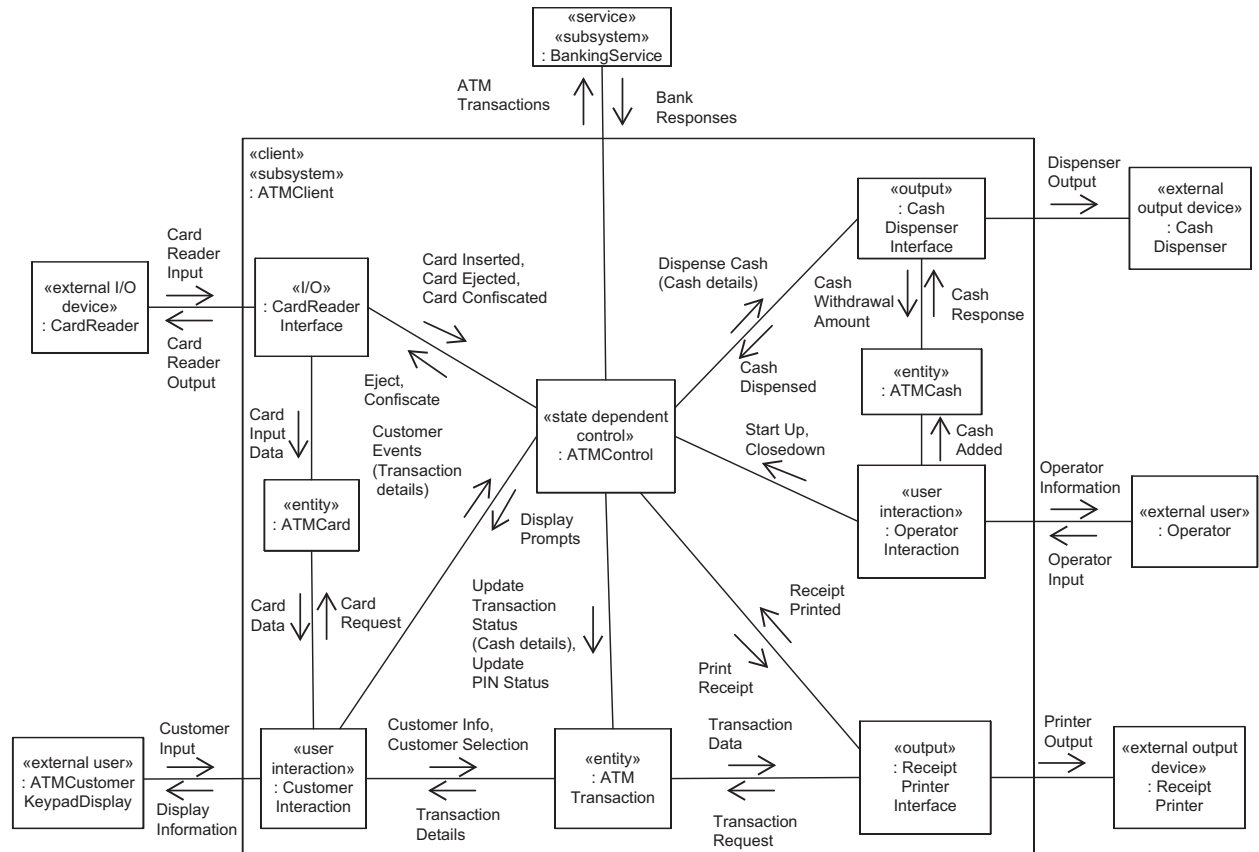 «service»
«subsystem»
: BankingService
ATM
Transactions
Bank
Responses
«client»
«subsystem»
: ATMClient
Dispenser
Output
«output»
: Cash
Dispenser
Interface
«external
output device»
: Cash
Dispenser
Card
Reader
Input
«external I/O
device»
: CardReader
Card
Reader
Output
«I/O»
: CardReader
Interface
Card Inserted,
Card Ejected,
Card Confiscated
Eject,
Confiscate
Dispense Cash
(Cash details)
Cash
Dispensed
Cash
Withdrawal
Amount
Cash
Response
«entity»
: ATMCash
Cash
Added
«state dependent
control»
: ATMControl
Start Up,
Closedown
Card
Input
Data
Customer
Events
(Transaction
details)
Display
Prompts
«entity»
: ATMCard
«user
interaction»
: Operator
Interaction
Operator
Information
Operator
Input
«external user»
: Operator
Card
Data
Card
Request
Update
Transaction
Status
(Cash details),
Update
PIN Status
Receipt
Printed
Print
Receipt
Customer
Input
«external user»
: ATMCustomer
KeypadDisplay
Display
Information
«user
interaction»
: Customer
Interaction
Customer Info,
Customer Selection
Transaction
Details
«entity»
: ATM
Transaction
Transaction
Data
Transaction
Request
«output»
: Receipt
Printer
Interface
Printer
Output
«external output
device»
: Receipt
Printer